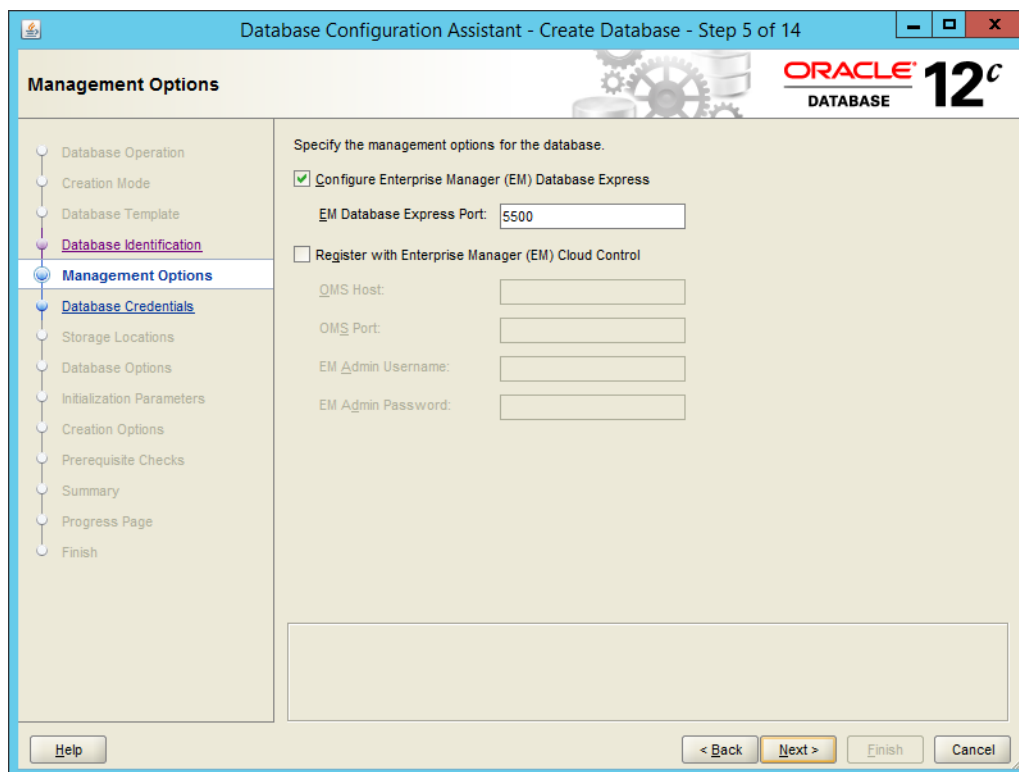 Database Configuration Assistant - Create Database - Step 5 of 14
Management Options
ORACLE DATABASE 12c
Database Operation
Creation Mode
Database Template
Database Identification
Management Options
Database Credentials
Storage Locations
Database Options
Initialization Parameters
Creation Options
Prerequisite Checks
Summary
Progress Page
Finish
Specify the management options for the database.
Configure Enterprise Manager (EM) Database Express
EM Database Express Port: 5500
Register with Enterprise Manager (EM) Cloud Control
OMS Host:
OMS Port:
EM Admin Username:
EM Admin Password:
Help < Back Next > Finish Cancel